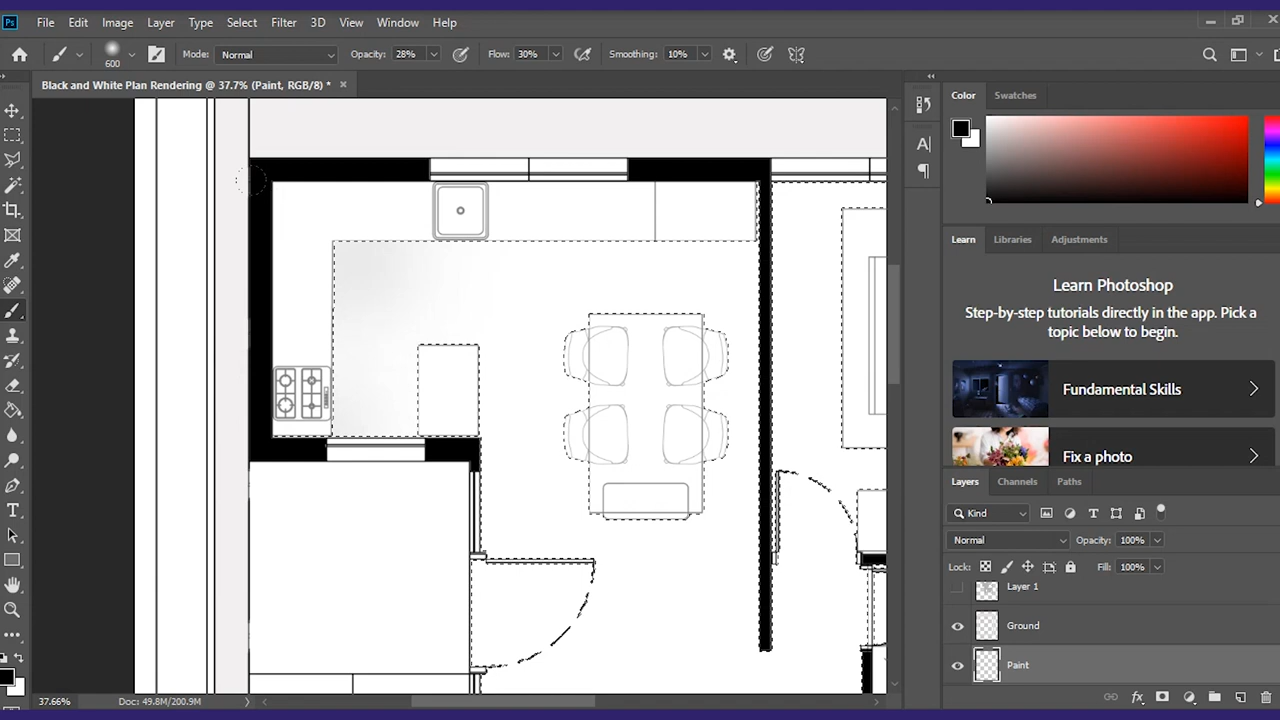 Ps File Edit Image Layer Type Select Filter 3D View Window Help
600 Mode: Normal Opacity: 28% Flow: 30% Smoothing: 10%
Black and White Plan Rendering @ 37.7% (Paint, RGB/8) * ×
Color Swatches
A
Learn Libraries Adjustments
Learn Photoshop
Step-by-step tutorials directly in the app. Pick a
topic below to begin.
Fundamental Skills
Fix a photo
Layers Channels Paths
Kind
Normal Opacity: 100%
Lock: Fill: 100%
Layer 1
Ground
Paint
37.66% Doc: 49.8M/200.9M
fx